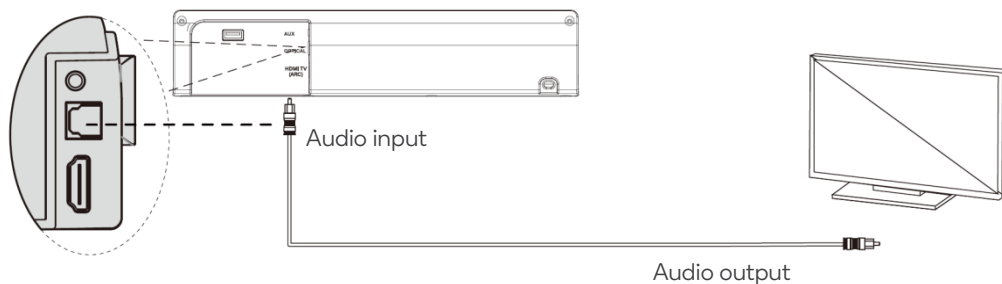 AUX
OPTICAL
HDMI TV
(ARC)
Audio input
Audio output